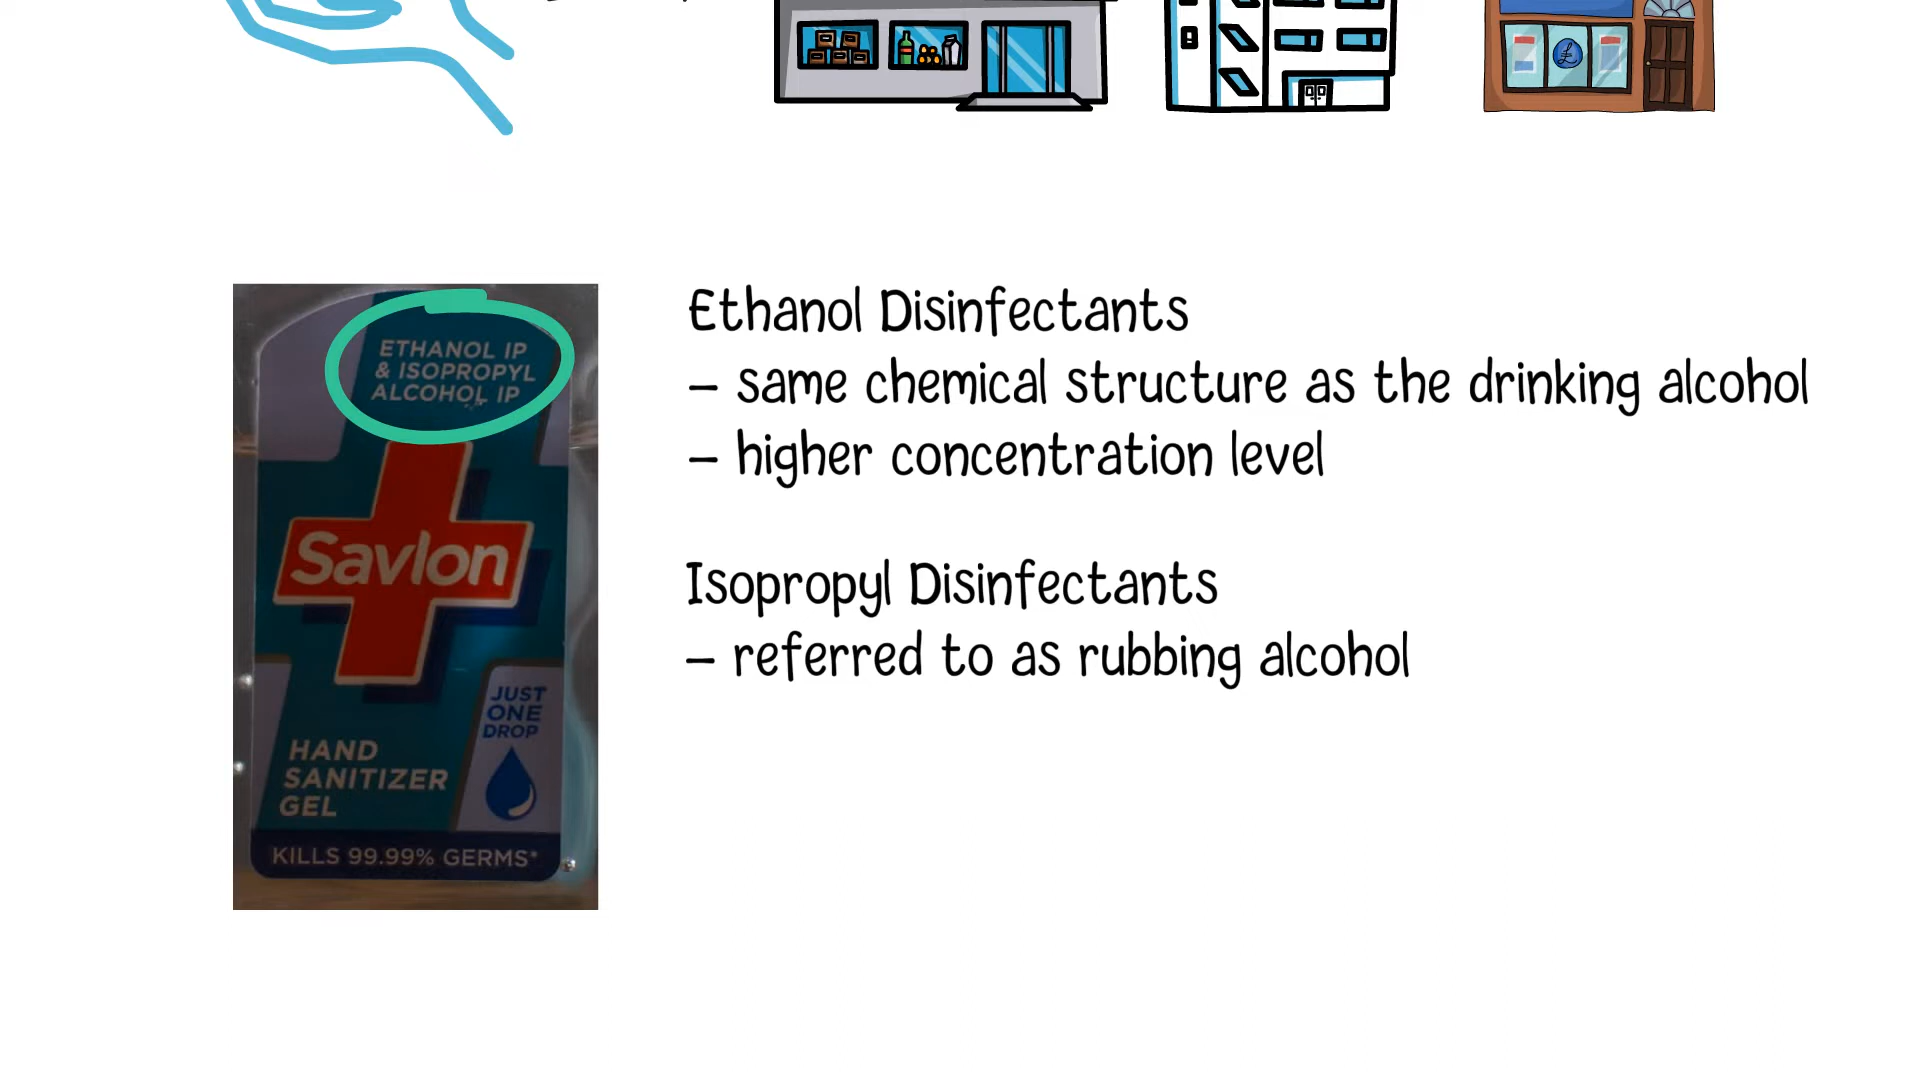 ETHANOL IP
& ISOPROPYL
ALCOHOL IP
Savlon
JUST
ONE
DROP
HAND
SANITIZER
GEL
KILLS 99.99% GERMS*
Ethanol Disinfectants
– same chemical structure as the drinking alcohol
– higher concentration level
Isopropyl Disinfectants
– referred to as rubbing alcohol